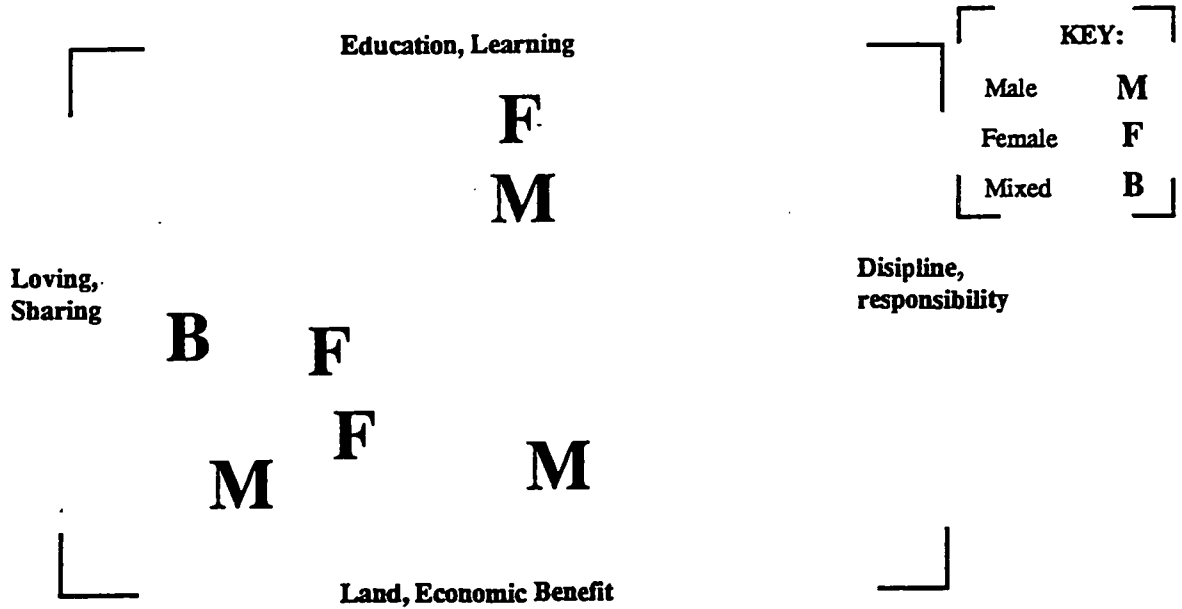 Education, Learning
KEY:
Male M
Female F
Mixed B
F
M
Loving,
Sharing
Disipline,
responsibility
B F
F
M M
Land, Economic Benefit